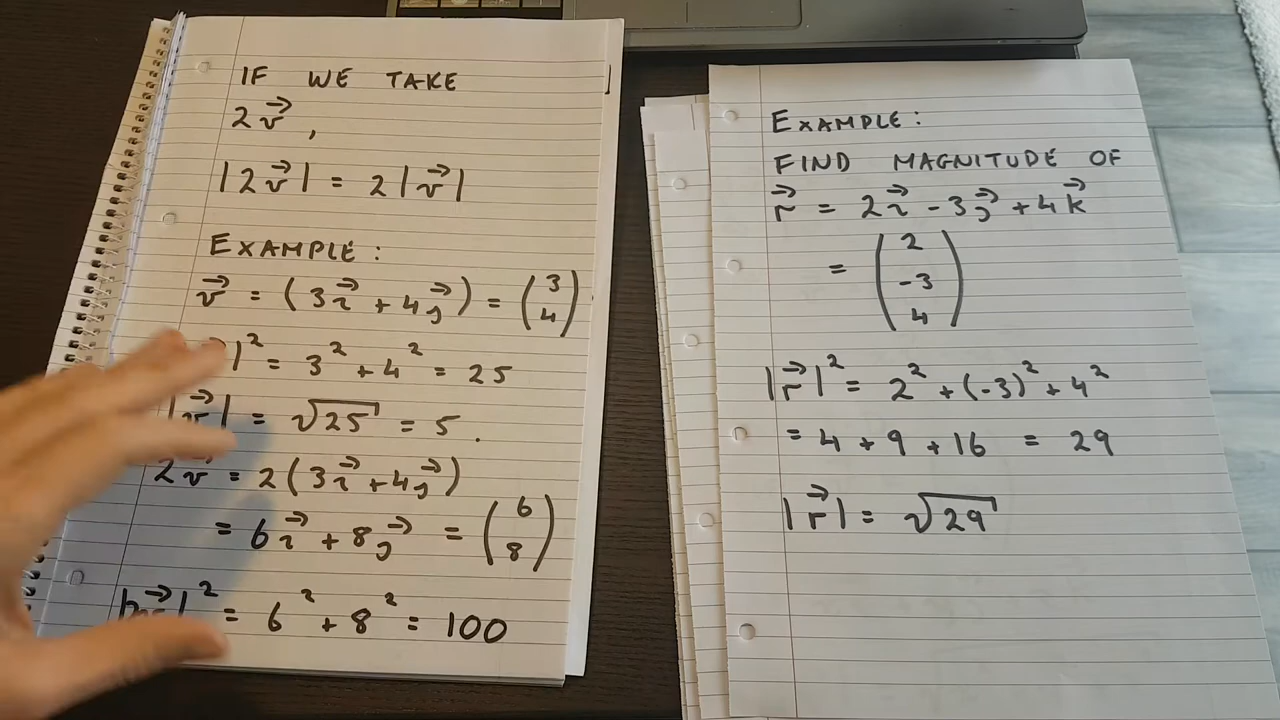 IF WE TAKE
2v⃗ ,
|2v⃗| = 2|v⃗|
EXAMPLE:
v⃗ = (3i⃗ + 4j⃗) = (3 4)
|² = 3² + 4² = 25
|v⃗| = √25 = 5.
2v⃗ = 2(3i⃗ + 4j⃗)
= 6i⃗ + 8j⃗ = (6 8)
|² = 6² + 8² = 100
EXAMPLE:
FIND MAGNITUDE OF
r⃗ = 2i⃗ - 3j⃗ + 4k⃗
= (2 -3 4)
|r⃗|² = 2² + (-3)² + 4²
= 4 + 9 + 16 = 29
|r⃗| = √29